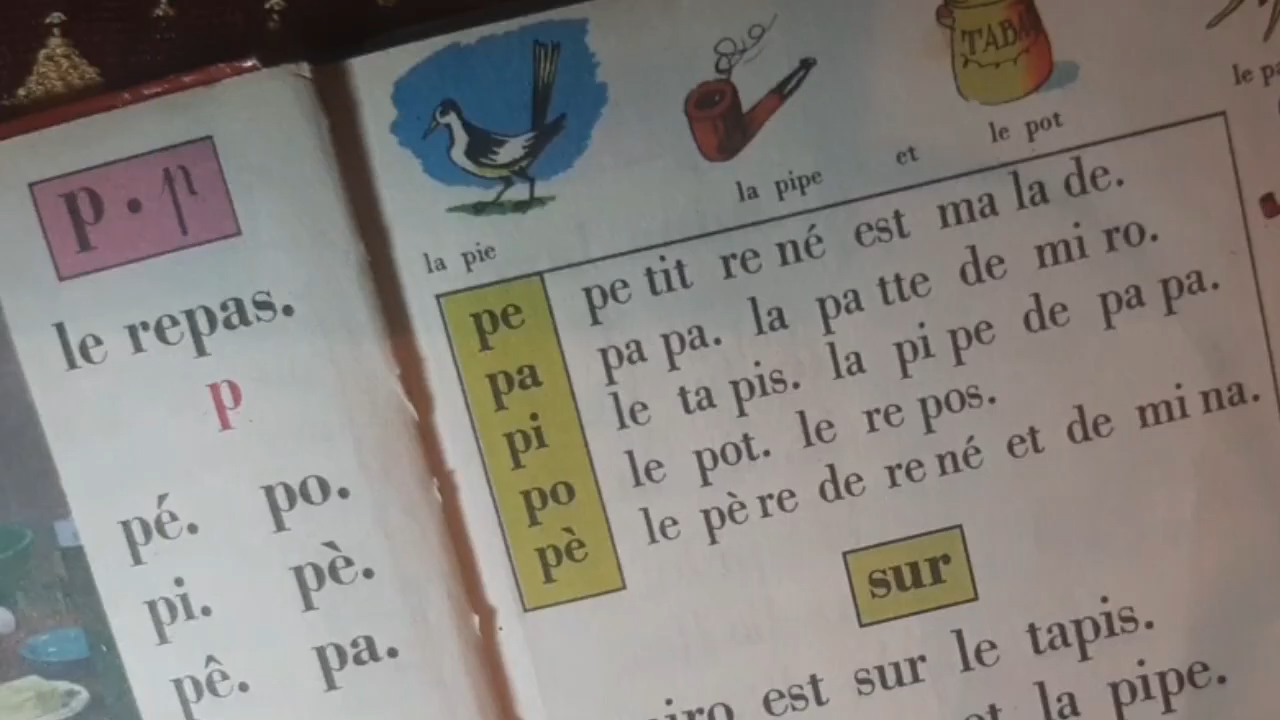 p · p
le repas.
p
pé. po.
pi. pè.
pê. pa.
TABA
la pie
la pipe et le pot
le
pe
pa
pi
po
pè
pe tit re né est ma la de.
pa pa. la pa tte de mi ro.
le ta pis. la pi pe de pa pa.
le pot. le re pos.
le pè re de re né et de mi na.
sur
est sur le tapis.
la pipe.